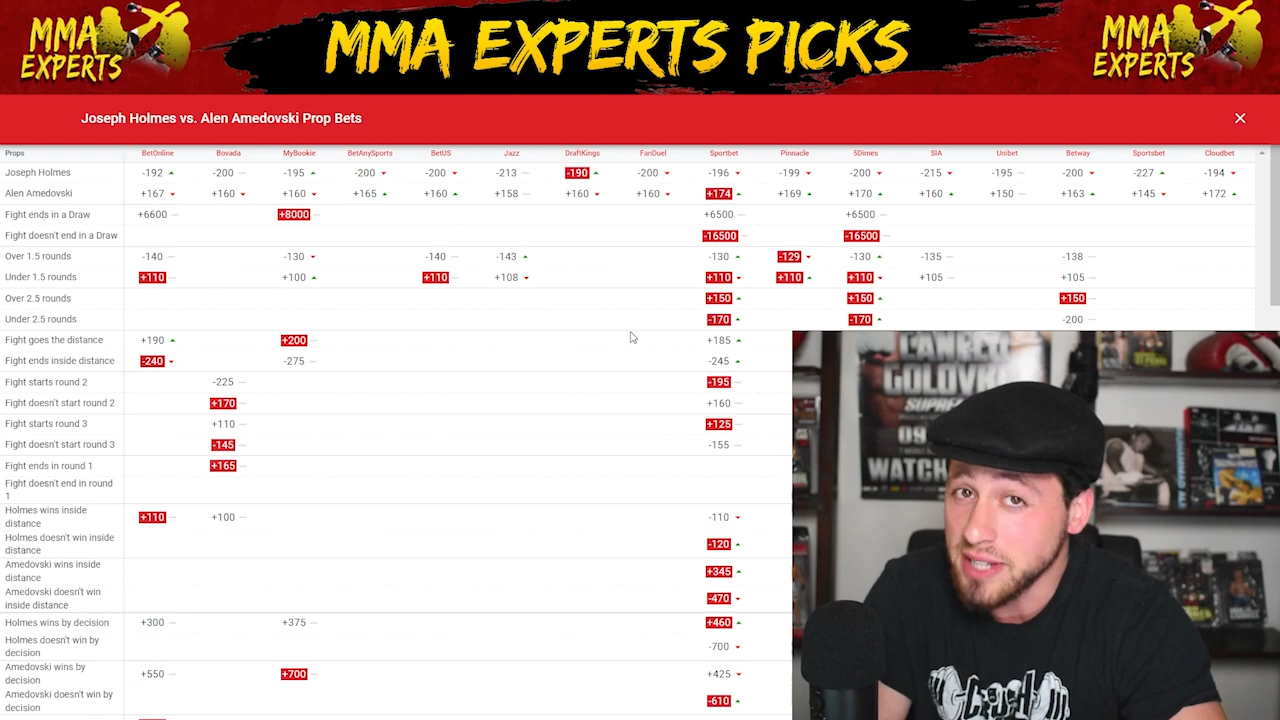 MMA EXPERTS
MMA EXPERTS PICKS
MMA EXPERTS
Joseph Holmes vs. Alen Amedovski Prop Bets
Props BetOnline Bovada MyBookie BetAnySports BetUS Jazz DraftKings FanDuel Sportbet Pinnacle 5Dimes SIA Unibet Betway Sportsbet Cloudbet
Joseph Holmes -192 -200 -195 -200 -200 -213 -190 -200 -196 -199 -200 -215 -195 -200 -227 -194
Alen Amedovski +167 +160 +160 +165 +160 +158 +160 +160 +174 +169 +170 +160 +150 +163 +145 +172
Fight ends in a Draw +6600 +8000 +6500 +6500
Fight doesn't end in a Draw -16500 -16500
Over 1.5 rounds -140 -130 -140 -143 -130 -129 -130 -135 -138
Under 1.5 rounds +110 +100 +110 +108 +110 +110 +110 +105 +105
Over 2.5 rounds +150 +150 +150
Under 2.5 rounds -170 -170 -200
Fight goes the distance +190 +200 +185
Fight ends inside distance -240 -275 -245
Fight starts round 2 -225 -195
Fight doesn't start round 2 +170 +160
Fight starts round 3 +110 +125
Fight doesn't start round 3 -145 -155
Fight ends in round 1 +165
Fight doesn't end in round
1
Holmes wins inside
distance +110 +100 -110
Holmes doesn't win inside
distance -120
Amedovski wins inside
distance +345
Amedovski doesn't win
inside distance -470
Holmes wins by decision +300 +375 +460
Holmes doesn't win by
decision -700
Amedovski wins by
decision +550 +700 +425
Amedovski doesn't win by
decision -610
CANELO
GOLOVKIN
SUPREM
09
WATCH